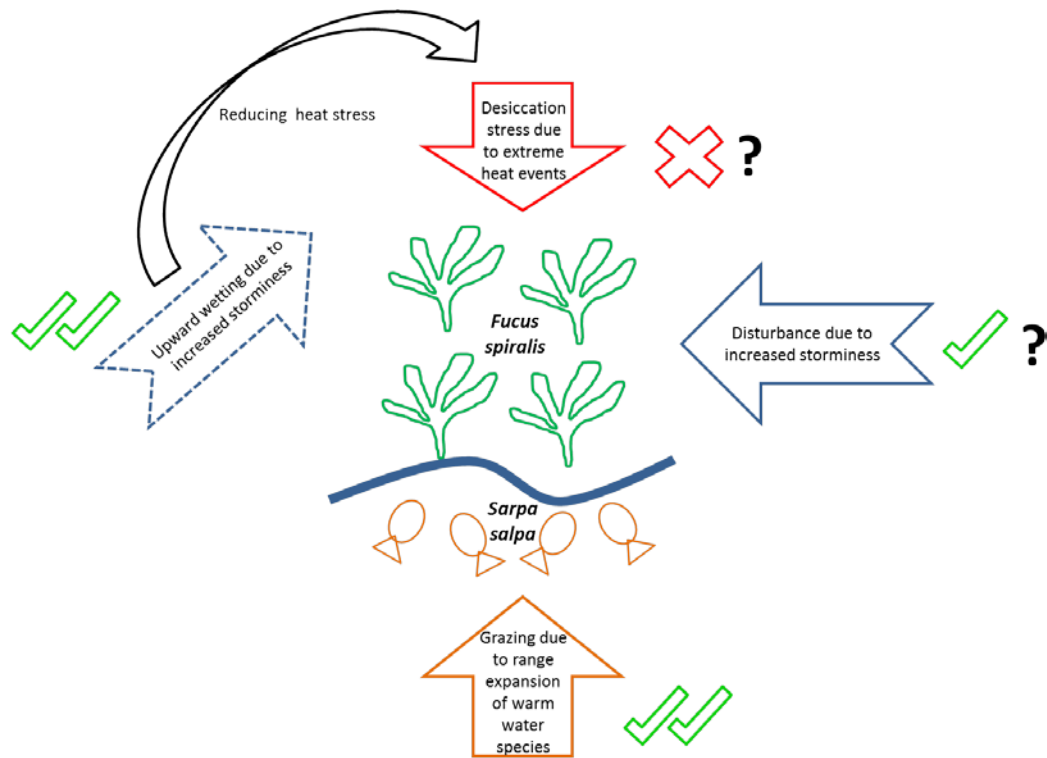 Reducing heat stress
Desiccation
stress due
to extreme
heat events
?
Upward wetting due to
increased storminess
Fucus
spiralis
Disturbance due to
increased storminess
?
Sarpa
salpa
Grazing due
to range
expansion
of warm
water
species